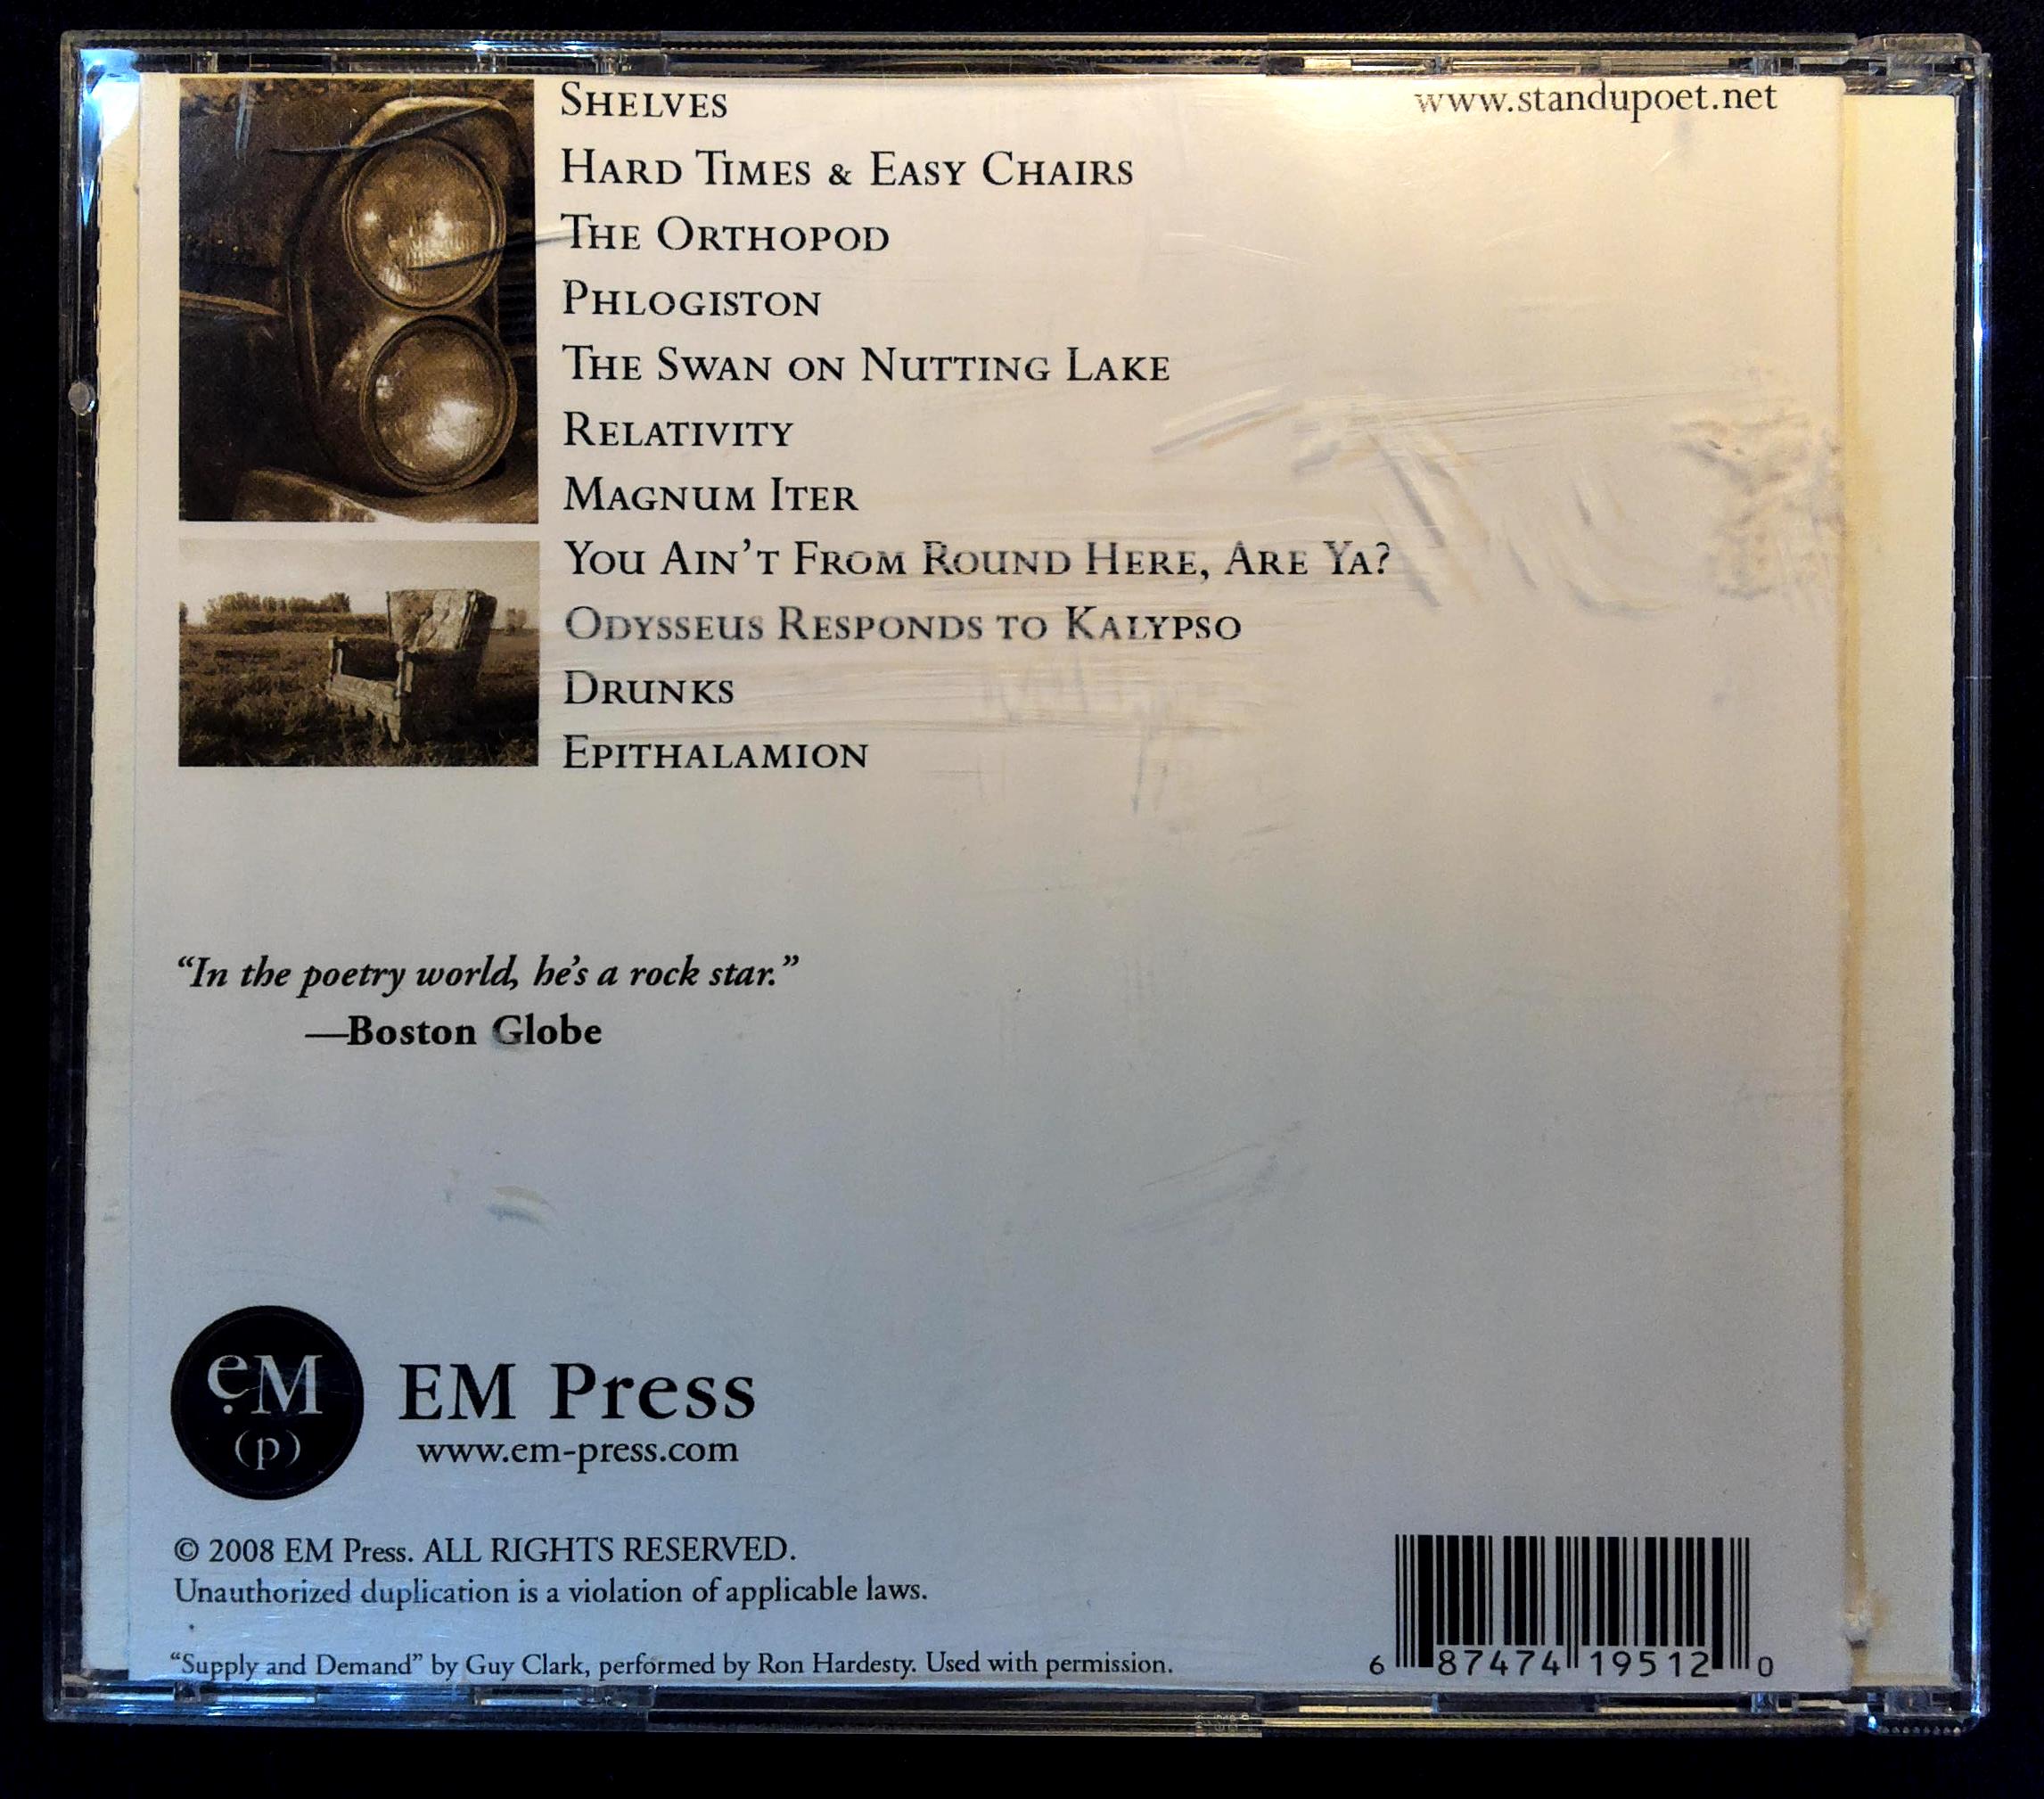 Shelves
www.standupoet.net
Hard Times & Easy Chairs
The Orthopod
Phlogiston
The Swan on Nutting Lake
Relativity
Magnum Iter
You Ain't From Round Here, Are Ya?
Odysseus Responds to Kalypso
Drunks
Epithalamion
“In the poetry world, he's a rock star.”
—Boston Globe
eM
(p)
EM Press
www.em-press.com
© 2008 EM Press. ALL RIGHTS RESERVED.
Unauthorized duplication is a violation of applicable laws.
“Supply and Demand” by Guy Clark, performed by Ron Hardesty. Used with permission.
6 87474 19512 0